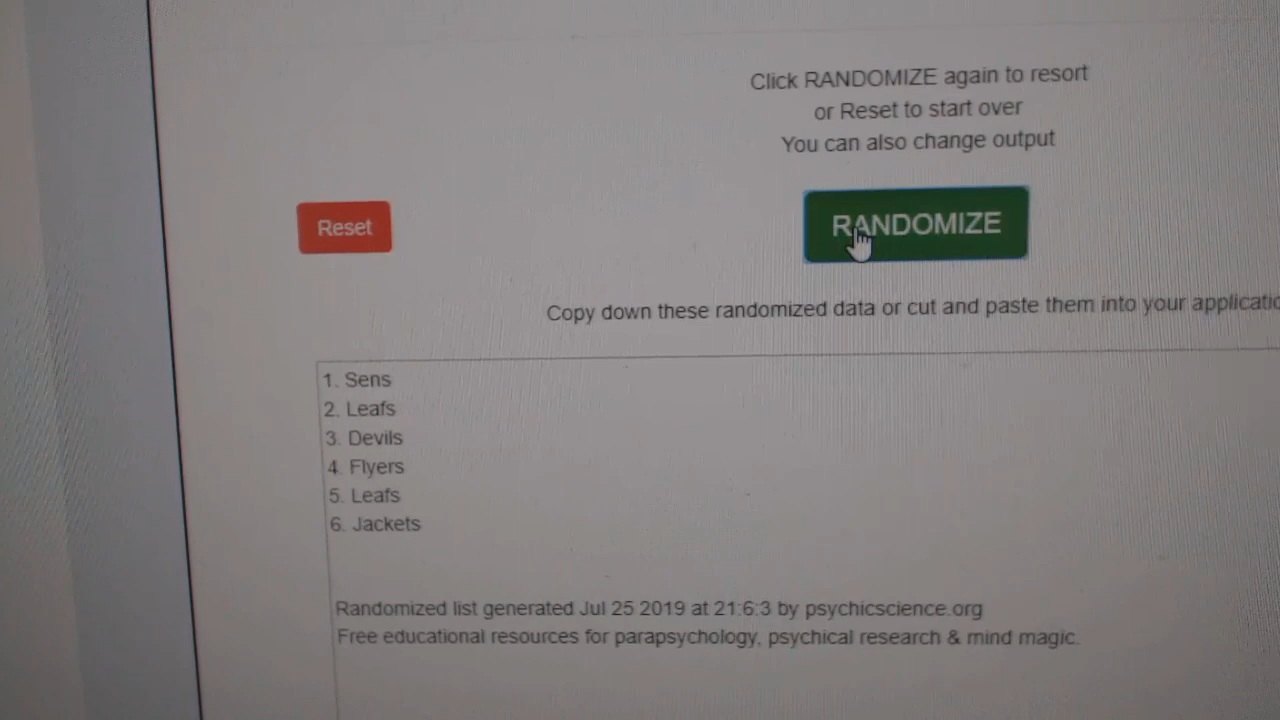 Click RANDOMIZE again to resort
or Reset to start over
You can also change output
Reset
RANDOMIZE
Copy down these randomized data or cut and paste them into your
1. Sens
2. Leafs
3. Devils
4. Flyers
5. Leafs
6. Jackets
Randomized list generated Jul 25 2019 at 21:6:3 by psychicscience.org
Free educational resources for parapsychology, psychical research & mind magic.